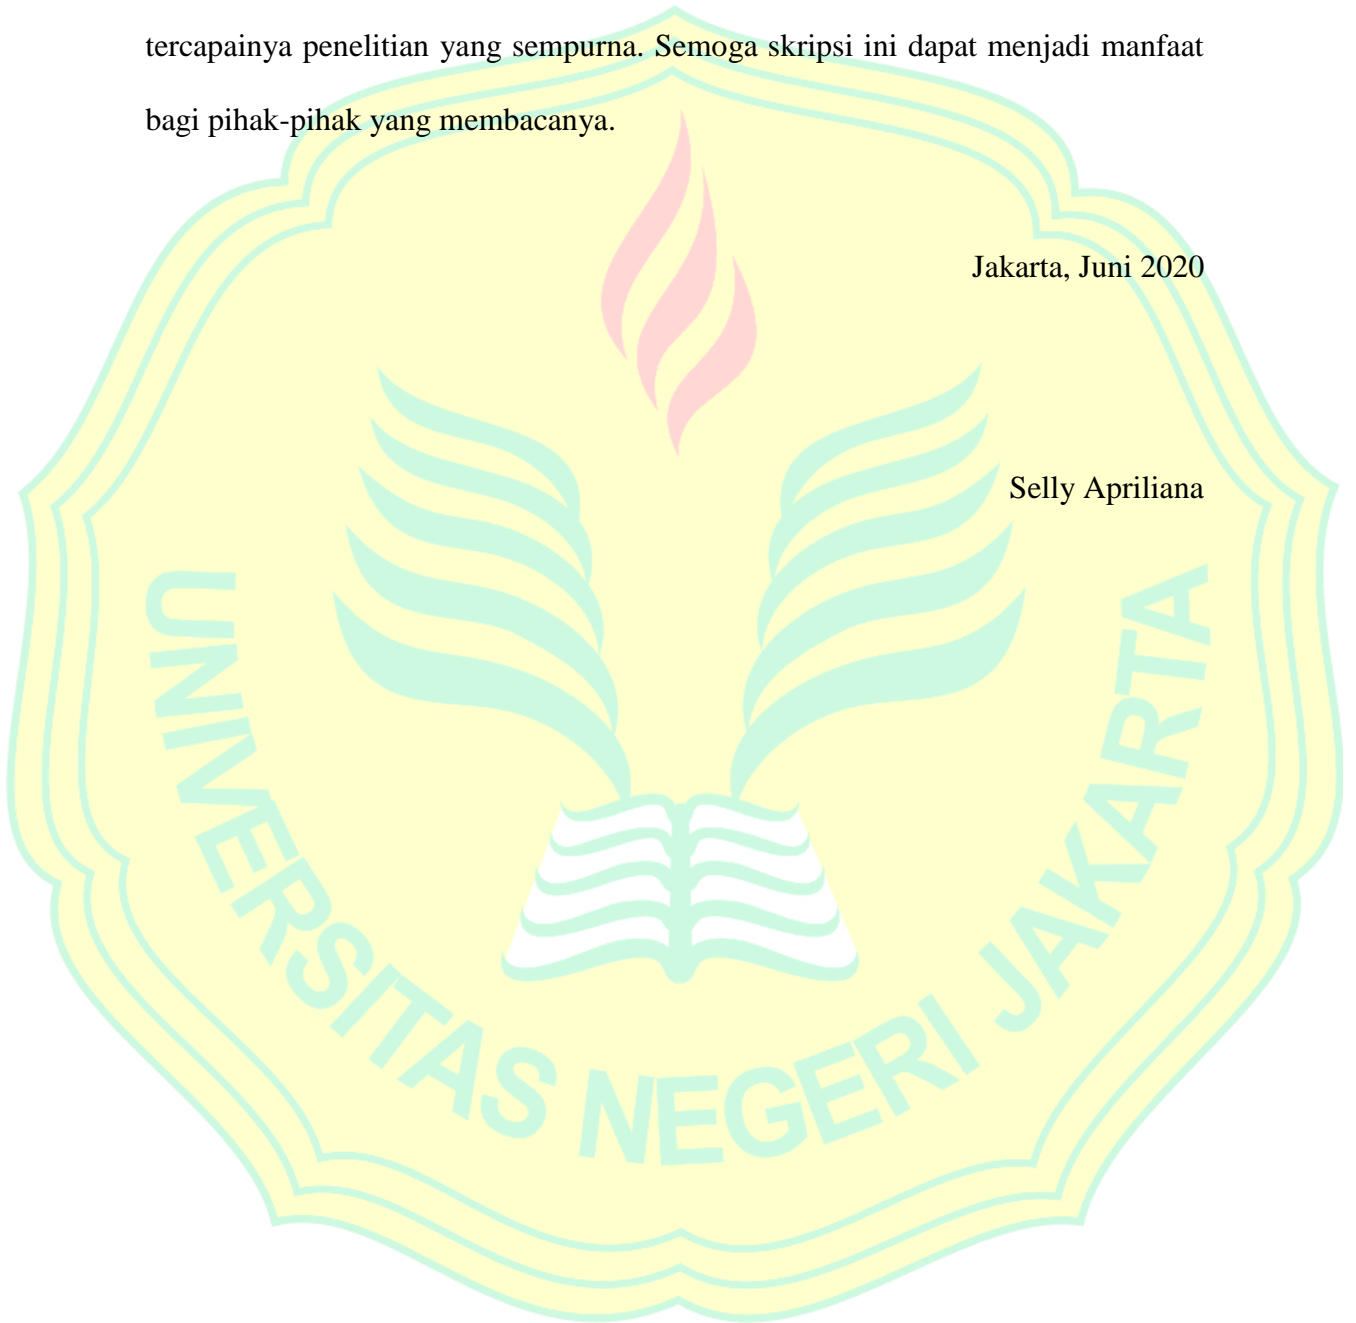 tercapainya penelitian yang sempurna. Semoga skripsi ini dapat menjadi manfaat
bagi pihak-pihak yang membacanya.
Jakarta, Juni 2020
Selly Apriliana
UNIVERSITAS NEGERI JAKARTA